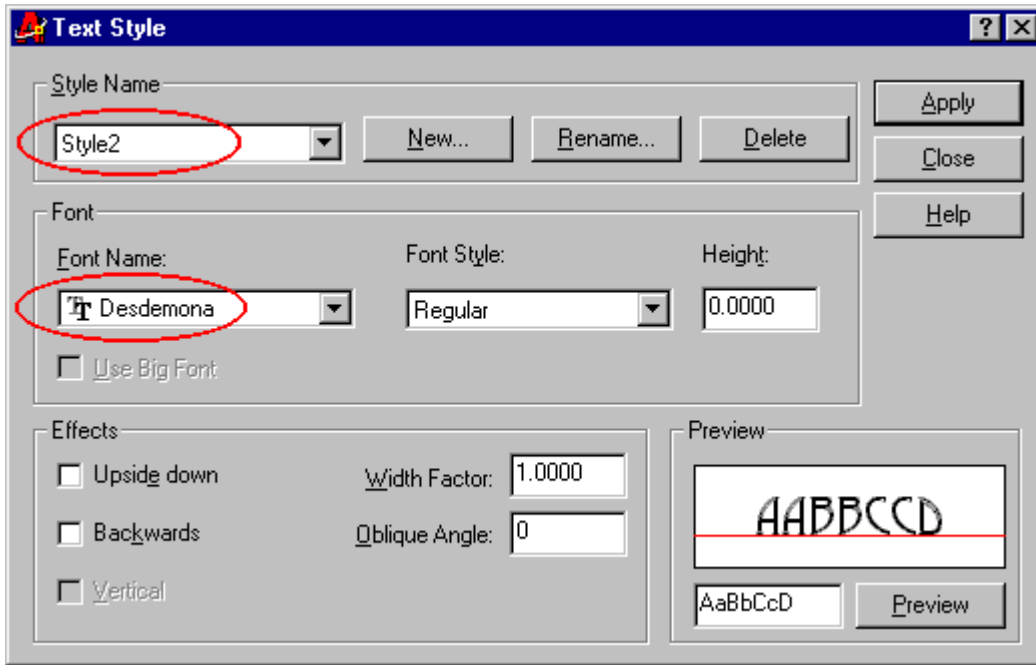 Text Style
Style Name
Style2
New...
Rename...
Delete
Apply
Close
Help
Font
Font Name:
Font Style:
Height:
Desdemona
Regular
0.0000
Use Big Font
Effects
Upside down
Width Factor:
1.0000
Backwards
Oblique Angle:
0
Vertical
Preview
AABBCCD
AaBbCcD
Preview